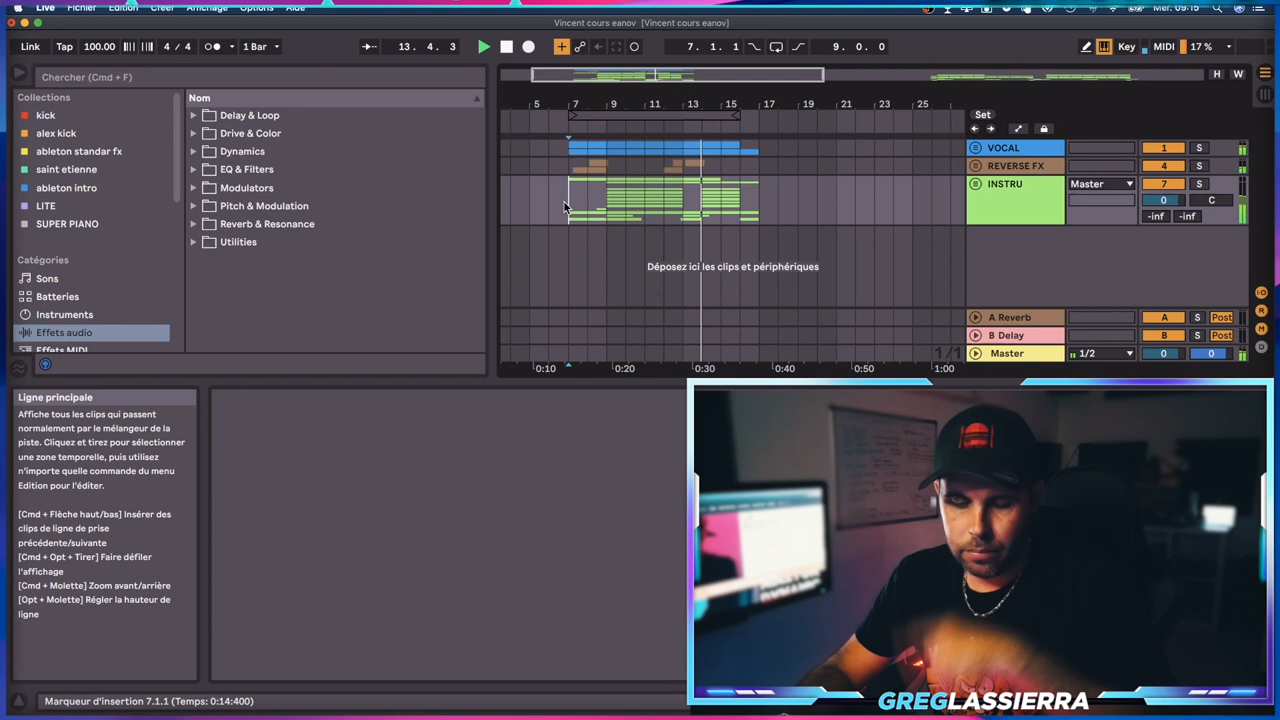 Live Fichier Edition Créer Affichage Options Aide
Mer. 09:15
Vincent cours eanov [Vincent cours eanov]
Link Tap 100.00 4 / 4 1 Bar 13. 4. 3 7. 1. 1 9. 0. 0 Key MIDI 17 %
Chercher (Cmd + F)
H W
Collections
kick
alex kick
ableton standar fx
saint etienne
ableton intro
LITE
SUPER PIANO
Catégories
Sons
Batteries
Instruments
Effets audio
Effets MIDI
Nom
Delay & Loop
Drive & Color
Dynamics
EQ & Filters
Modulators
Pitch & Modulation
Reverb & Resonance
Utilities
5 7 9 11 13 15 17 19 21 23 25
Set
VOCAL 1 S
REVERSE FX 4 S
INSTRU Master 7 S
0 C
-inf -inf
Déposez ici les clips et périphériques
A Reverb A S Post
B Delay B S Post
Master 1/2 0 0
1/1
0:10 0:20 0:30 0:40 0:50 1:00
Ligne principale
Affiche tous les clips qui passent
normalement par le mélangeur de la
piste. Cliquez et tirez pour sélectionner
une zone temporelle, puis utilisez
n'importe quelle commande du menu
Edition pour l'éditer.
[Cmd + Flèche haut/bas] Insérer des
clips de ligne de prise
précédente/suivante
[Cmd + Opt + Tirer] Faire défiler
l'affichage
[Cmd + Molette] Zoom avant/arrière
[Opt + Molette] Régler la hauteur de
ligne
Marqueur d'insertion 7.1.1 (Temps: 0:14:400)
GREGLASSIERRA